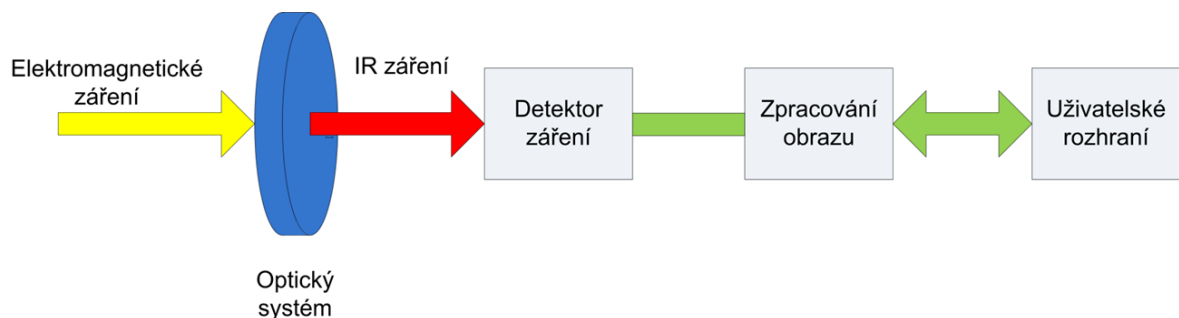 Elektromagnetické
záření
IR záření
Detektor
záření
Zpracování
obrazu
Uživatelské
rozhraní
Optický
systém